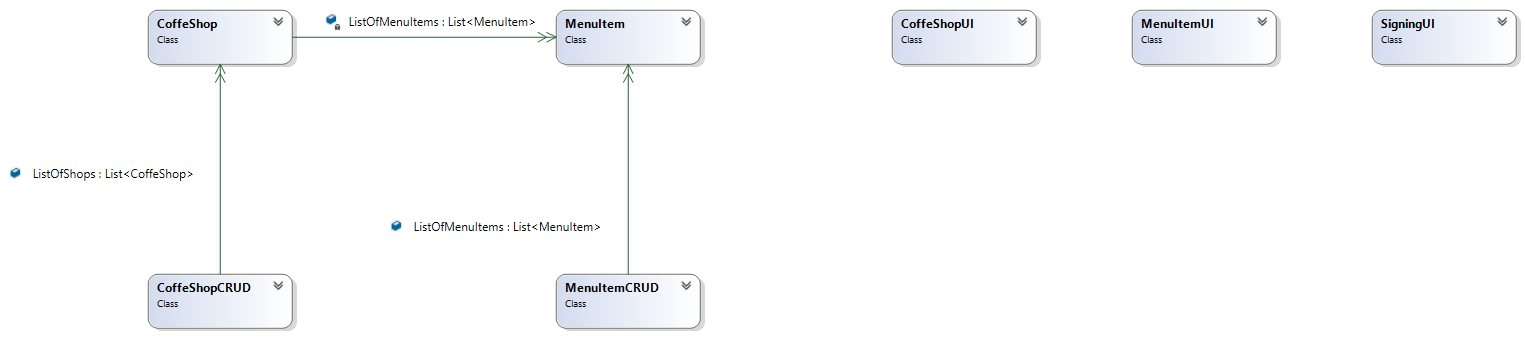 CoffeShop
Class
ListOfMenuItems : List<MenuItem>
MenuItem
Class
CoffeShopUI
Class
MenuItemUI
Class
SigningUI
Class
ListOfShops : List<CoffeShop>
ListOfMenuItems : List<MenuItem>
CoffeShopCRUD
Class
MenuItemCRUD
Class